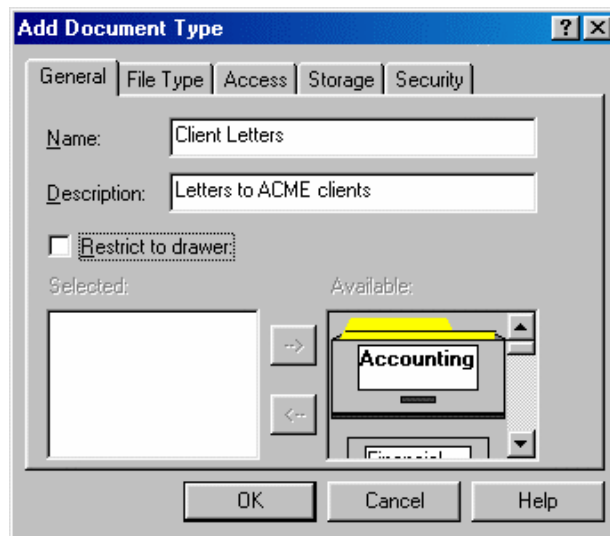 Add Document Type
General File Type Access Storage Security
Name: Client Letters
Description: Letters to ACME clients
Restrict to drawer:
Selected: Available:
-->
Accounting
<--
Financial
OK Cancel Help